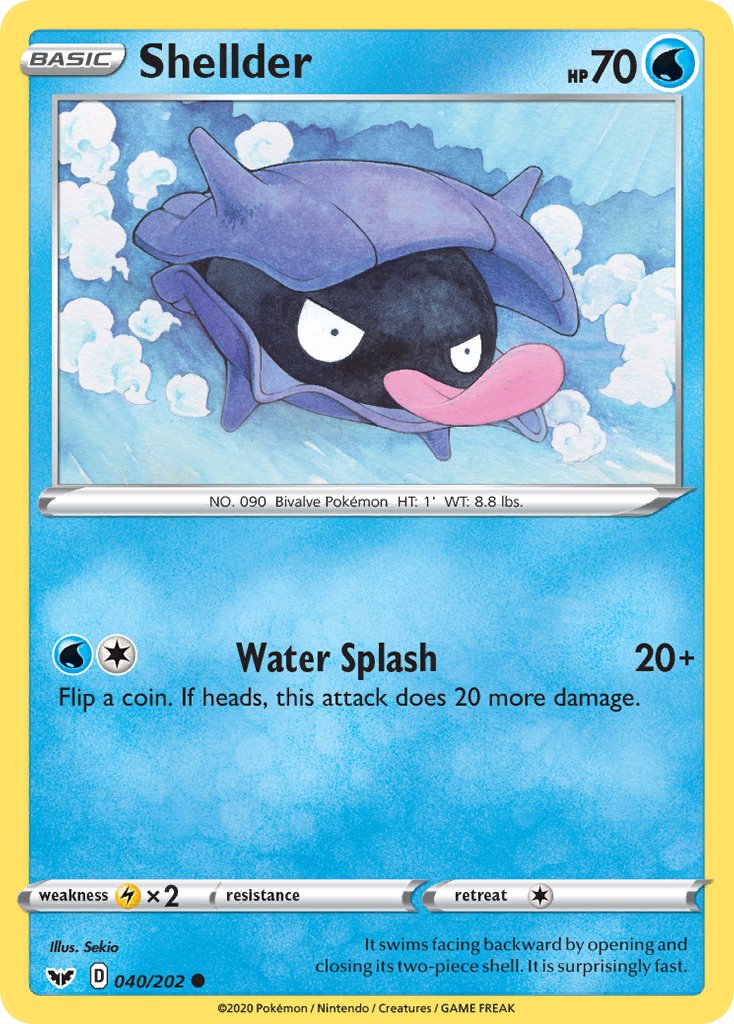 BASIC Shellder HP 70
NO. 090 Bivalve Pokémon HT: 1' WT: 8.8 lbs.
Water Splash 20+
Flip a coin. If heads, this attack does 20 more damage.
weakness ×2 resistance retreat
Illus. Sekio
It swims facing backward by opening and
closing its two-piece shell. It is surprisingly fast.
D 040/202
©2020 Pokémon / Nintendo / Creatures / GAME FREAK